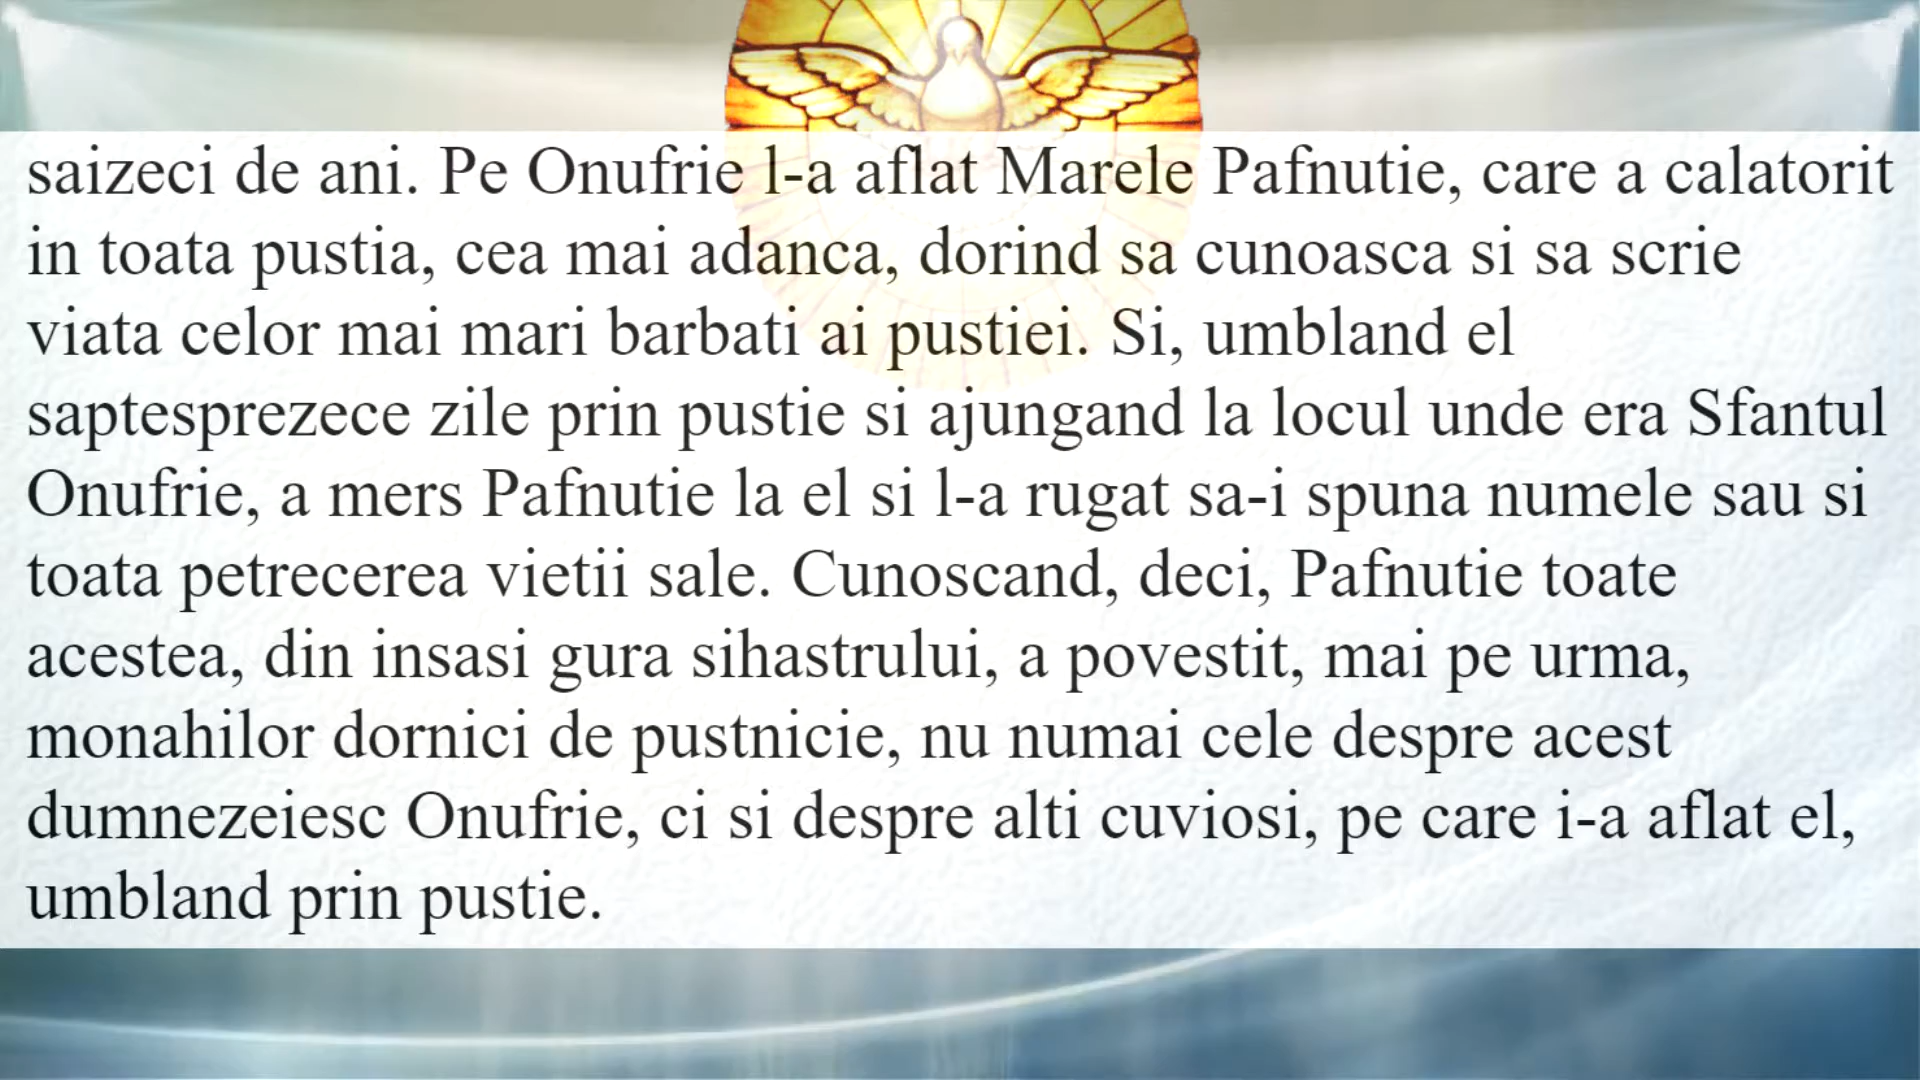 saizeci de ani. Pe Onufrie l-a aflat Marele Pafnutie, care a calatorit
in toata pustia, cea mai adanca, dorind sa cunoasca si sa scrie
viata celor mai mari barbati ai pustiei. Si, umbland el
saptesprezece zile prin pustie si ajungand la locul unde era Sfantul
Onufrie, a mers Pafnutie la el si l-a rugat sa-i spuna numele sau si
toata petrecerea vietii sale. Cunoscand, deci, Pafnutie toate
acestea, din insasi gura sihastrului, a povestit, mai pe urma,
monahilor dornici de pustnicie, nu numai cele despre acest
dumnezeiesc Onufrie, ci si despre alti cuviosi, pe care i-a aflat el,
umbland prin pustie.